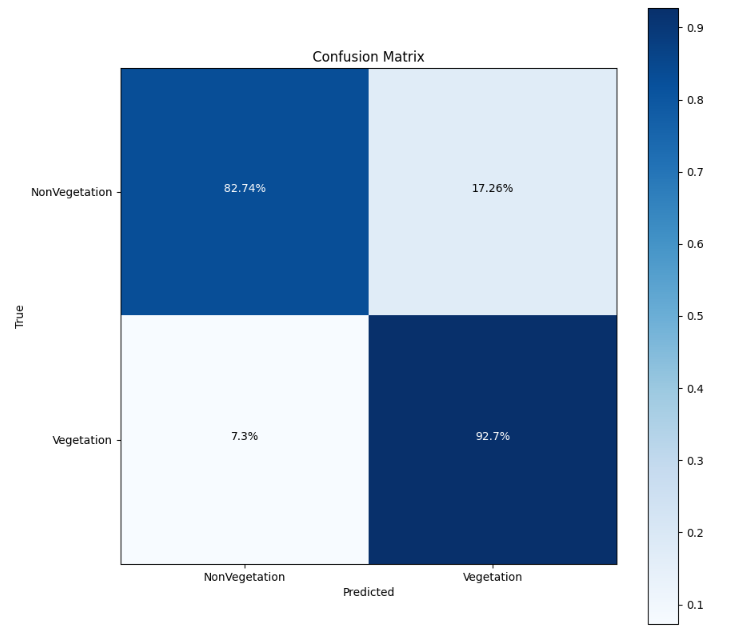 Confusion Matrix
NonVegetation
82.74%
17.26%
True
Vegetation
7.3%
92.7%
NonVegetation
Vegetation
Predicted
0.9
0.8
0.7
0.6
0.5
0.4
0.3
0.2
0.1